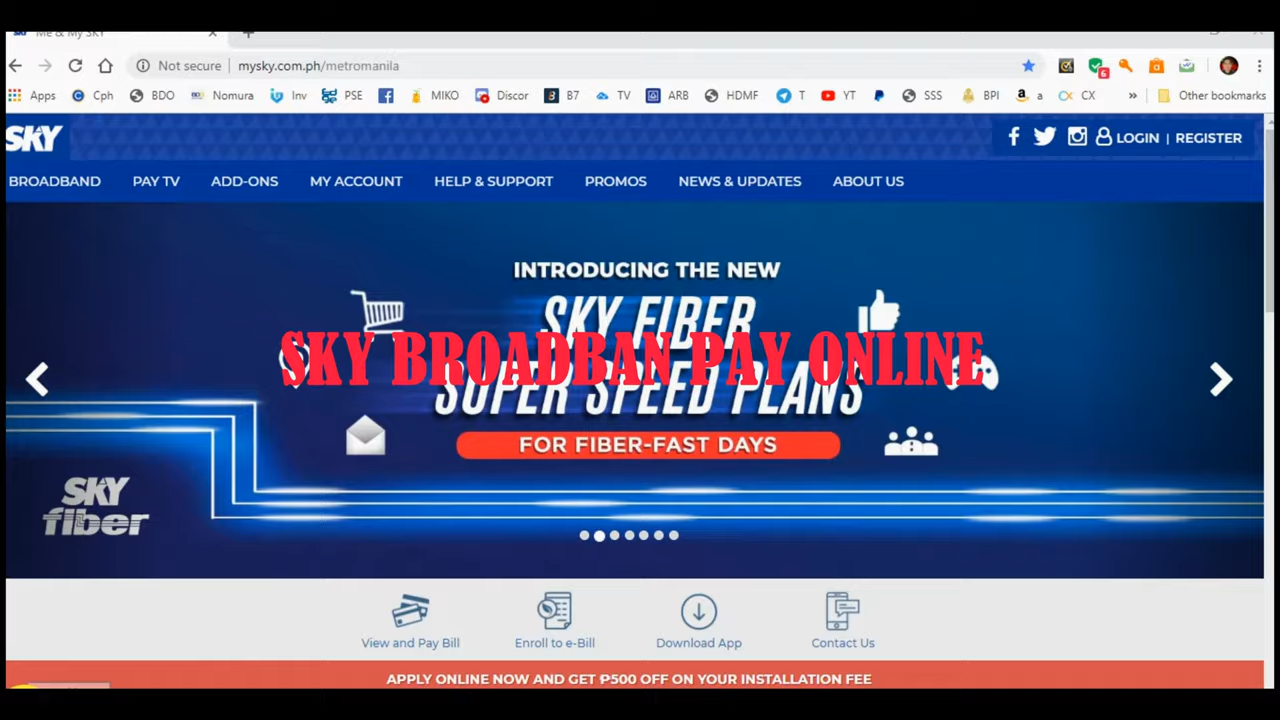 Me & My SKY
Not secure mysky.com.ph/metromanila
6
Apps Cph BDO Nomura Inv PSE MIKO Discor B7 TV ARB HDMF T YT SSS BPI a CX » Other bookmarks
SKY
LOGIN | REGISTER
BROADBAND PAY TV ADD-ONS MY ACCOUNT HELP & SUPPORT PROMOS NEWS & UPDATES ABOUT US
INTRODUCING THE NEW
SKY FIBER
SKY BROADBAN PAY ONLINE
SUPER SPEED PLANS
FOR FIBER-FAST DAYS
SKY
fiber
View and Pay Bill Enroll to e-Bill Download App Contact Us
APPLY ONLINE NOW AND GET ₱500 OFF ON YOUR INSTALLATION FEE